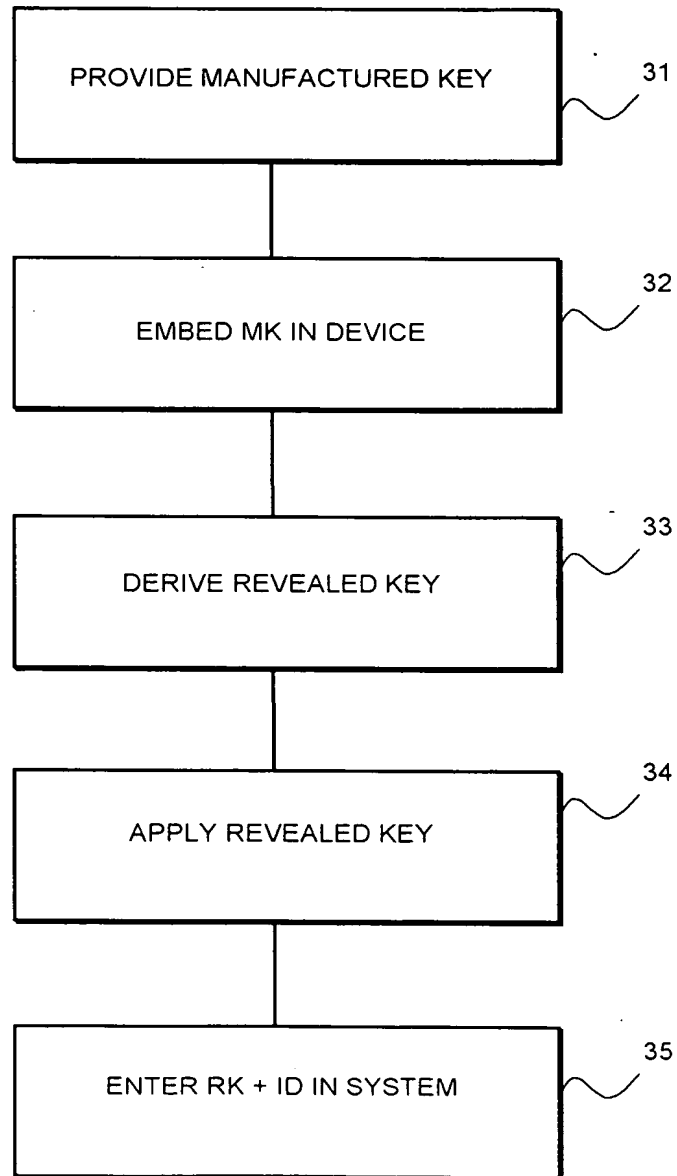 PROVIDE MANUFACTURED KEY
31
EMBED MK IN DEVICE
32
DERIVE REVEALED KEY
33
APPLY REVEALED KEY
34
ENTER RK + ID IN SYSTEM
35